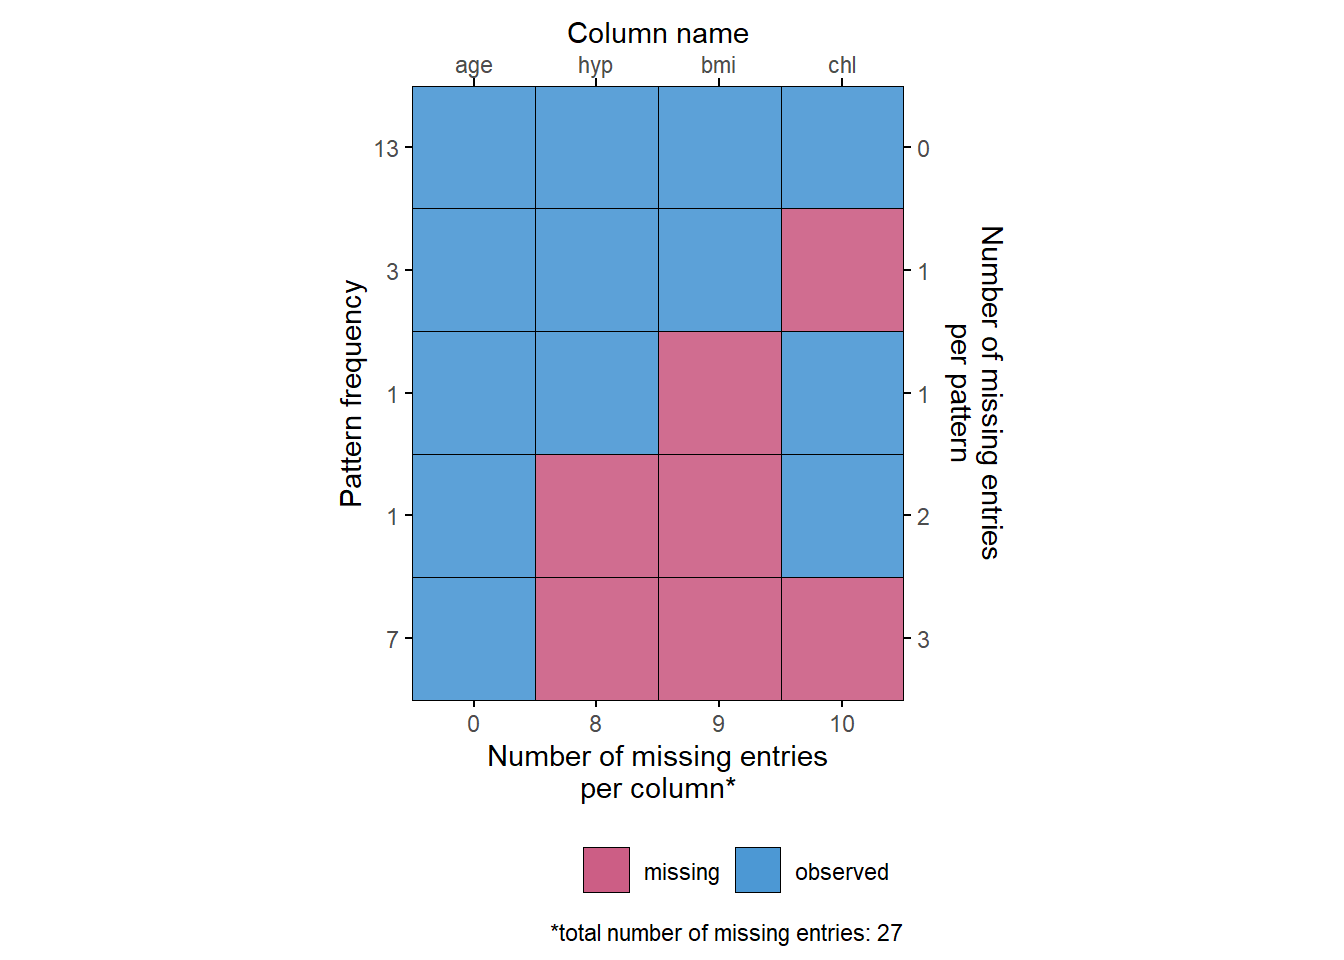 Column name
age hyp bmi chl
13 0
3 1
1 1
1 2
7 3
Pattern frequency
Number of missing entries
per pattern
0 8 9 10
Number of missing entries
per column*
missing observed
*total number of missing entries: 27